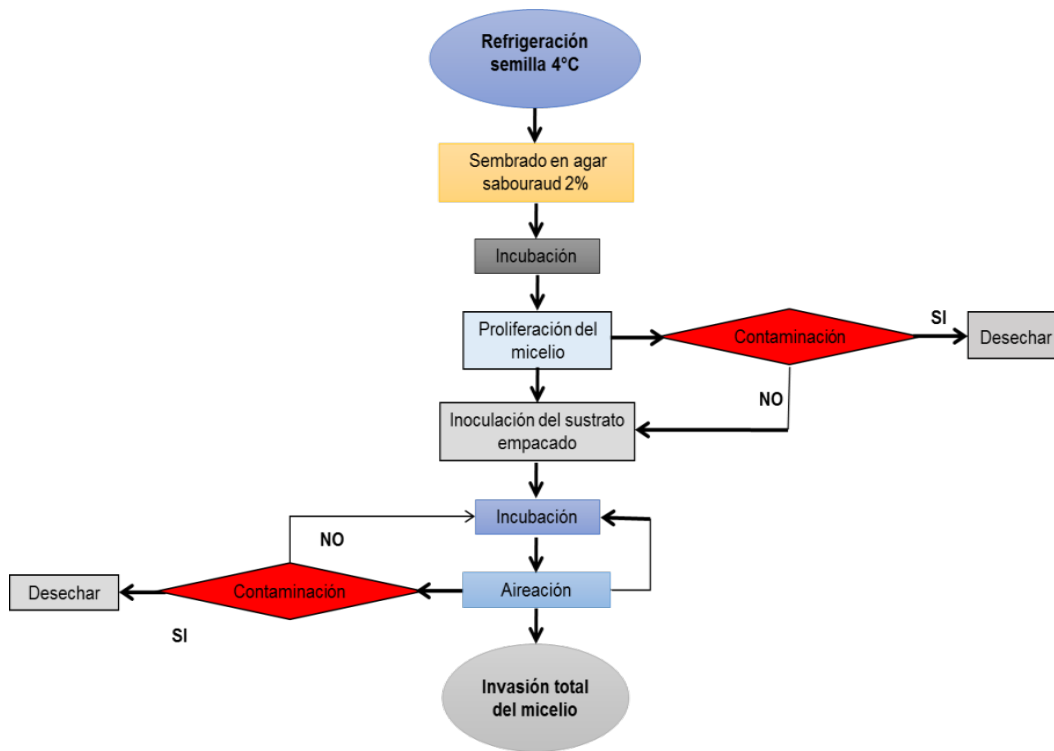 Refrigeración
semilla 4°C
Sembrado en agar
sabouraud 2%
Incubación
Proliferación del
micelio
Contaminación
SI
Desechar
NO
Inoculación del sustrato
empacado
Incubación
NO
Desechar
Contaminación
Aireación
SI
Invasión total
del micelio